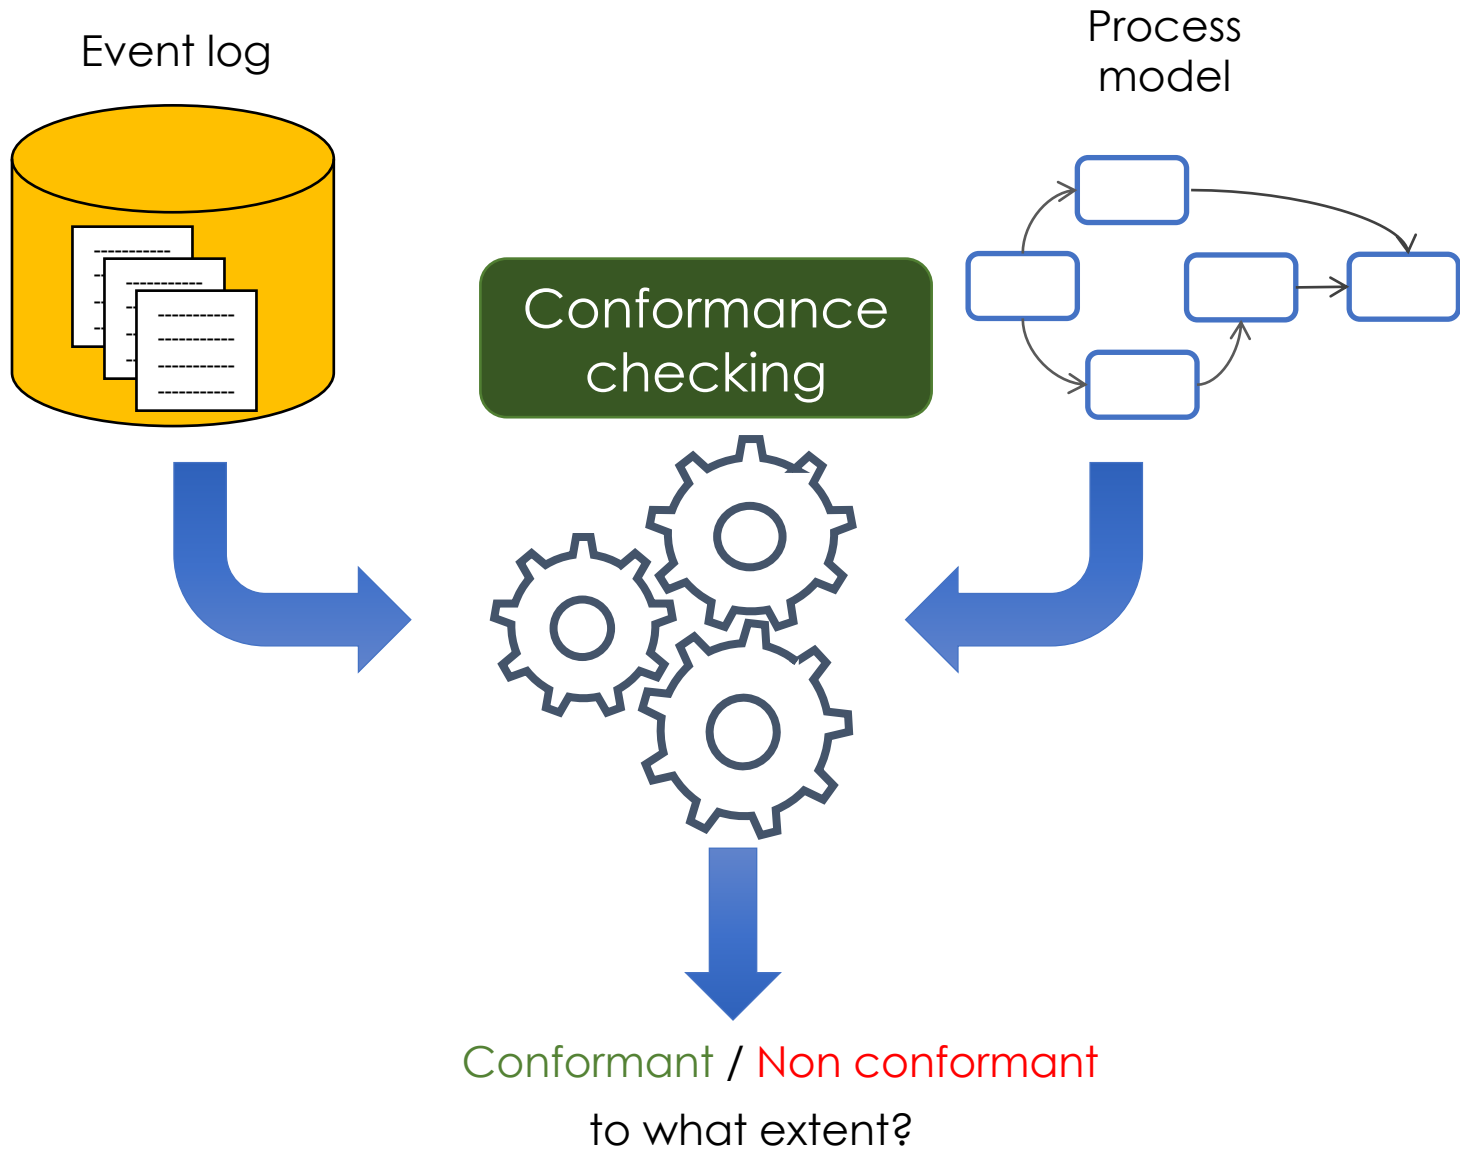 Event log
Process
model
Conformance
checking
Conformant / Non conformant
to what extent?